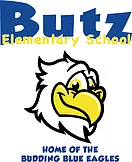 Butz
Elementary School
HOME OF THE
BUDDING BLUE EAGLES